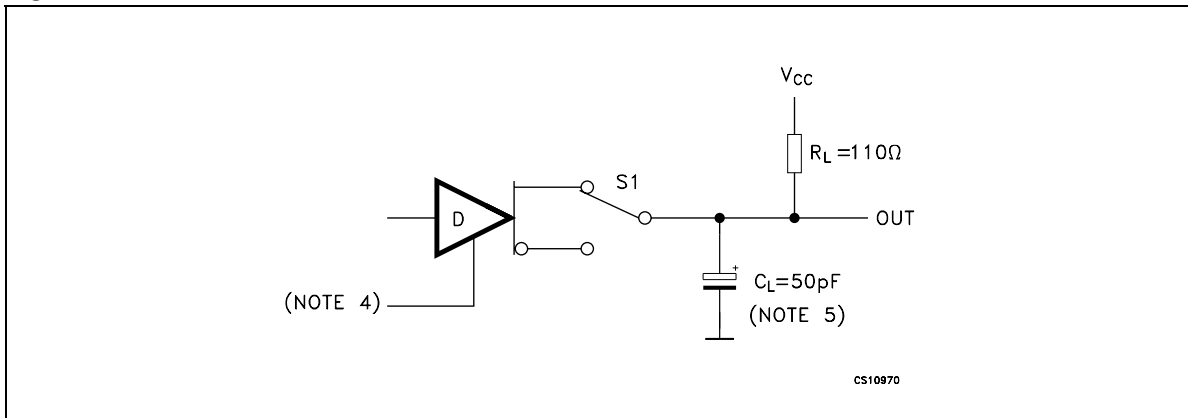 VCC
RL=110Ω
S1
D
OUT
CL=50pF
(NOTE 4)
(NOTE 5)
CS10970